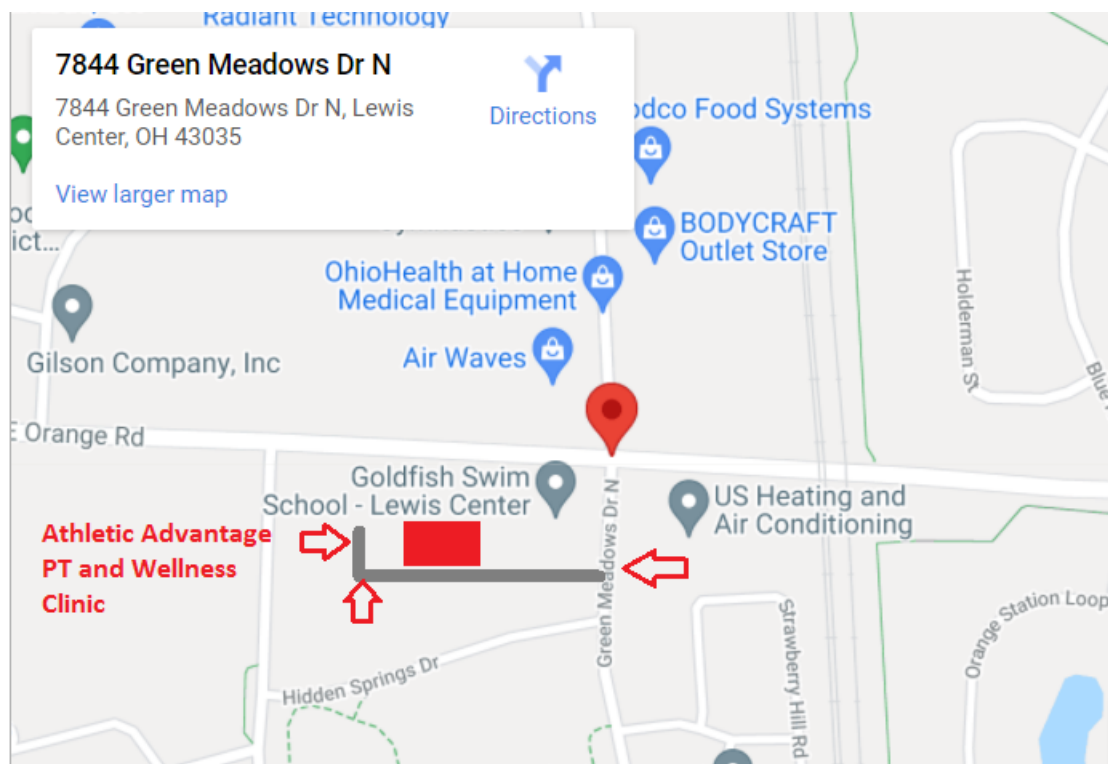 Radiant Technology
7844 Green Meadows Dr N
7844 Green Meadows Dr N, Lewis
Center, OH 43035
Directions
View larger map
Food Systems
BODYCRAFT
Outlet Store
OhioHealth at Home
Medical Equipment
Gilson Company, Inc
Air Waves
Holderman St
E Orange Rd
Goldfish Swim
School - Lewis Center
US Heating and
Air Conditioning
Athletic Advantage
PT and Wellness
Clinic
Green Meadows Dr N
Hidden Springs Dr
Strawberry Hill Rd
Orange Station Loop